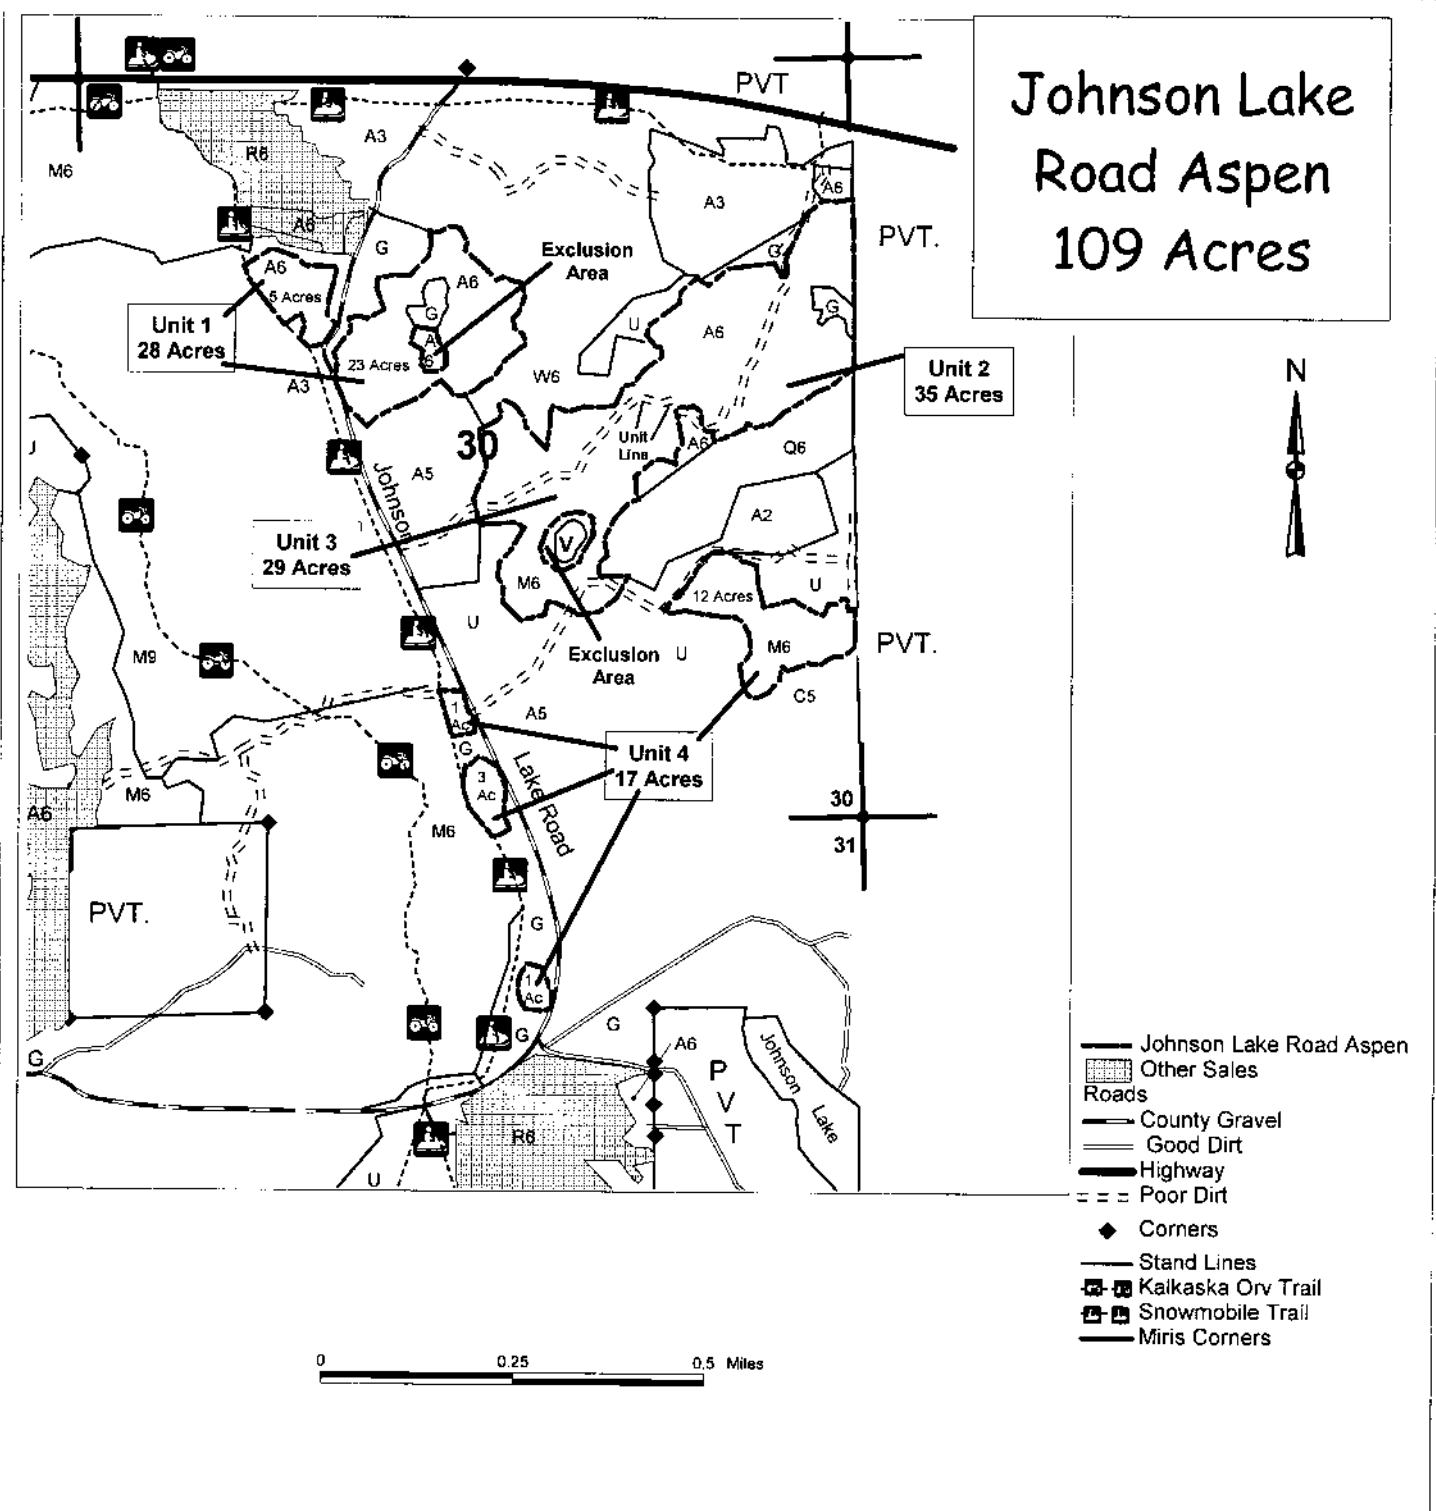 Johnson Lake
Road Aspen
109 Acres
PVT
A3
R6
M6
A6
A3
A6
PVT.
G
Exclusion
Area
G
A6
A6
5 Acres
G
G
Unit 1
28 Acres
U
A6
A
6
23 Acres
W6
A3
Unit 2
35 Acres
N
30
Unit
Line
A6
Q6
U
A5
Johnson
A2
Unit 3
29 Acres
V
M6
12 Acres
U
U
M6
PVT.
M9
Exclusion
Area
U
C5
1
Ac
A5
G
Unit 4
17 Acres
3
Ac
Lake Road
M6
A6
M6
30
31
PVT.
G
1
Ac
G
G
A6
G
P
V
T
Johnson
Lake
R6
U
Johnson Lake Road Aspen
Other Sales
Roads
County Gravel
Good Dirt
Highway
Poor Dirt
Corners
Stand Lines
Kalkaska Orv Trail
Snowmobile Trail
Miris Corners
0 0.25 0.5 Miles